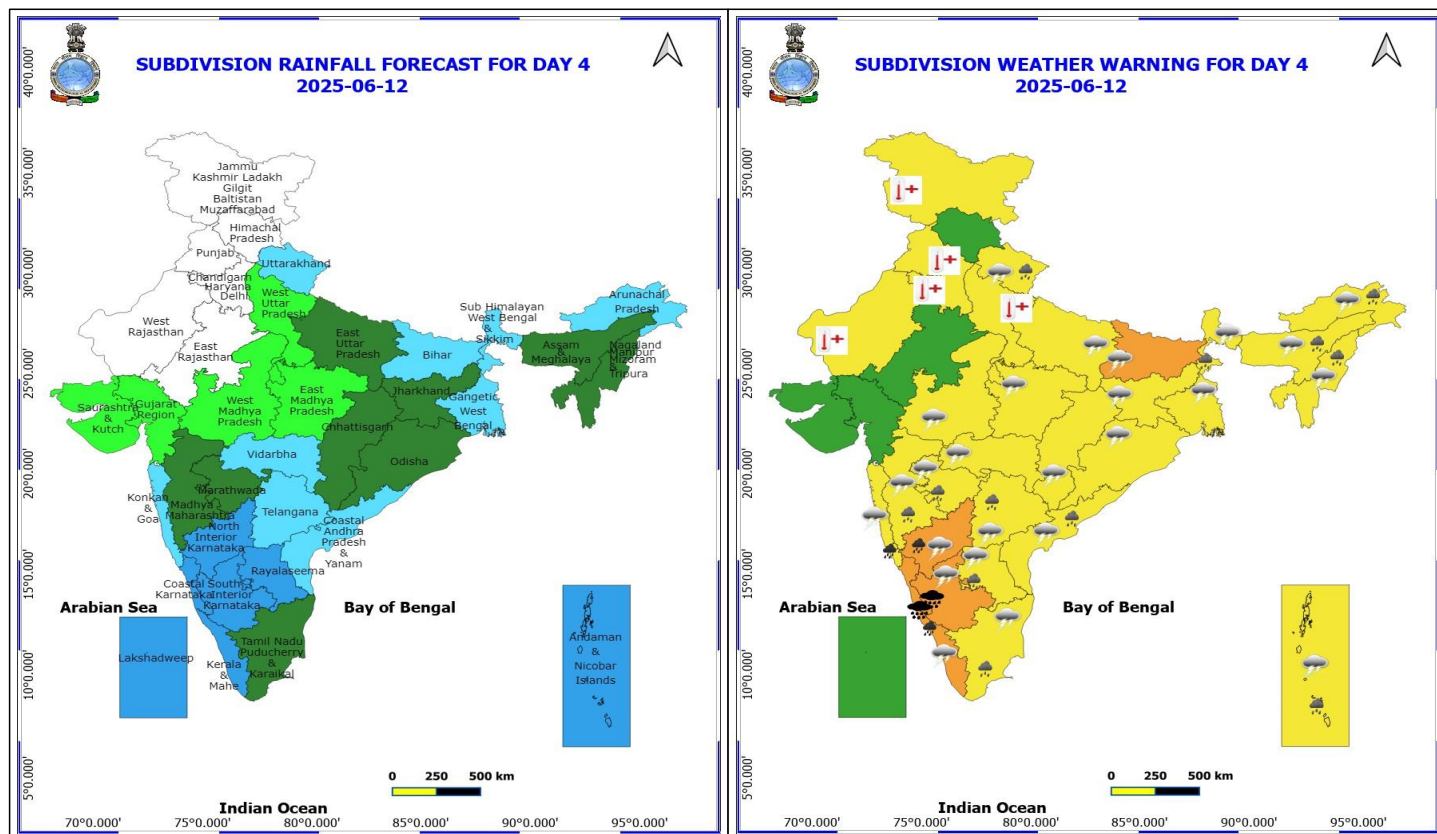 SUBDIVISION RAINFALL FORECAST FOR DAY 4
2025-06-12
40°0.000'
35°0.000'
30°0.000'
25°0.000'
20°0.000'
15°0.000'
10°0.000'
5°0.000'
Jammu
Kashmir Ladakh
Gilgit
Baltistan
Muzaffarabad
Himachal
Pradesh
Punjab
Uttarakhand
Chandigarh
Haryana
Delhi
West
Uttar
Pradesh
West
Rajasthan
East
Rajasthan
East
Uttar
Pradesh
Bihar
Sub Himalayan
West Bengal
&
Sikkim
Arunachal
Pradesh
Assam
&
Meghalaya
Nagaland
Manipur
Mizoram
&
Tripura
Saurashtra
&
Kutch
Gujarat
Region
West
Madhya
Pradesh
East
Madhya
Pradesh
Jharkhand
Gangetic
West
Bengal
Chhattisgarh
Odisha
Vidarbha
Konkan
&
Goa
Madhya
Maharashtra
Marathwada
Telangana
North
Interior
Karnataka
Coastal
Andhra
Pradesh
&
Yanam
Rayalaseema
Coastal
Karnataka
South
Interior
Karnataka
Arabian Sea
Bay of Bengal
Lakshadweep
Kerala
&
Mahe
Tamil Nadu
Puducherry
&
Karaikal
Andaman
&
Nicobar
Islands
0 250 500 km
Indian Ocean
70°0.000' 75°0.000' 80°0.000' 85°0.000' 90°0.000' 95°0.000'
SUBDIVISION WEATHER WARNING FOR DAY 4
2025-06-12
40°0.000'
35°0.000'
30°0.000'
25°0.000'
20°0.000'
15°0.000'
10°0.000'
5°0.000'
Arabian Sea
Bay of Bengal
0 250 500 km
Indian Ocean
70°0.000' 75°0.000' 80°0.000' 85°0.000' 90°0.000' 95°0.000'